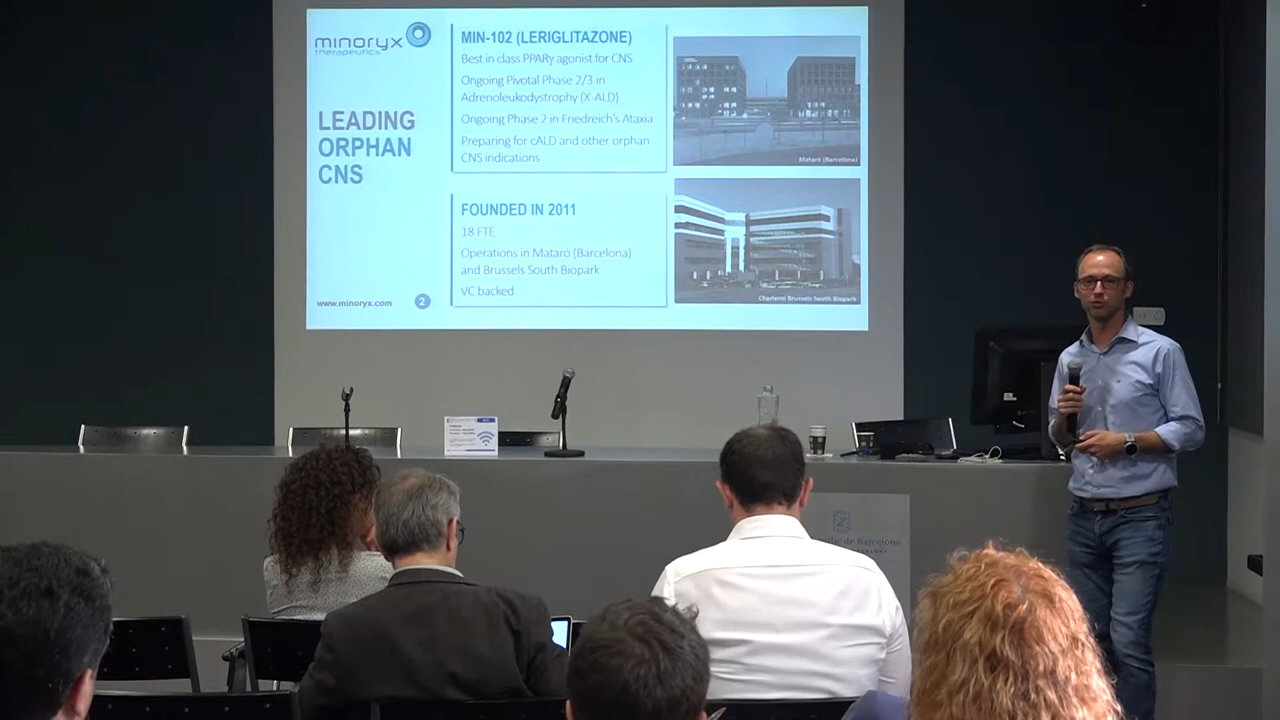 minoryx
therapeutics
LEADING
ORPHAN
CNS
www.minoryx.com
2
MIN-102 (LERIGLITAZONE)
Best in class PPARγ agonist for CNS
Ongoing Pivotal Phase 2/3 in
Adrenoleukodystrophy (X-ALD)
Ongoing Phase 2 in Friedreich's Ataxia
Preparing for cALD and other orphan
CNS indications
FOUNDED IN 2011
18 FTE
Operations in Mataró (Barcelona)
and Brussels South Biopark
VC backed
Mataró (Barcelona)
Charleroi Brussels South Biopark
de Barcelona